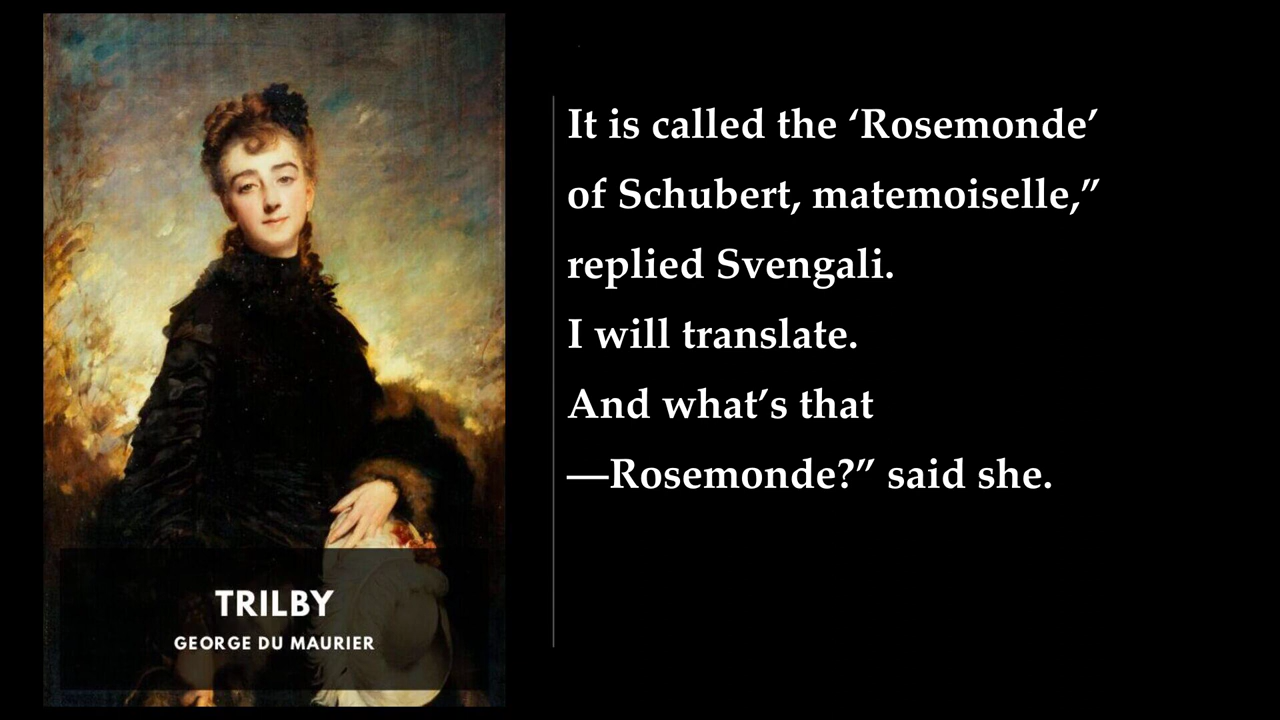 TRILBY
GEORGE DU MAURIER
It is called the ‘Rosemonde’
of Schubert, matemoiselle,”
replied Svengali.
I will translate.
And what’s that
—Rosemonde?” said she.